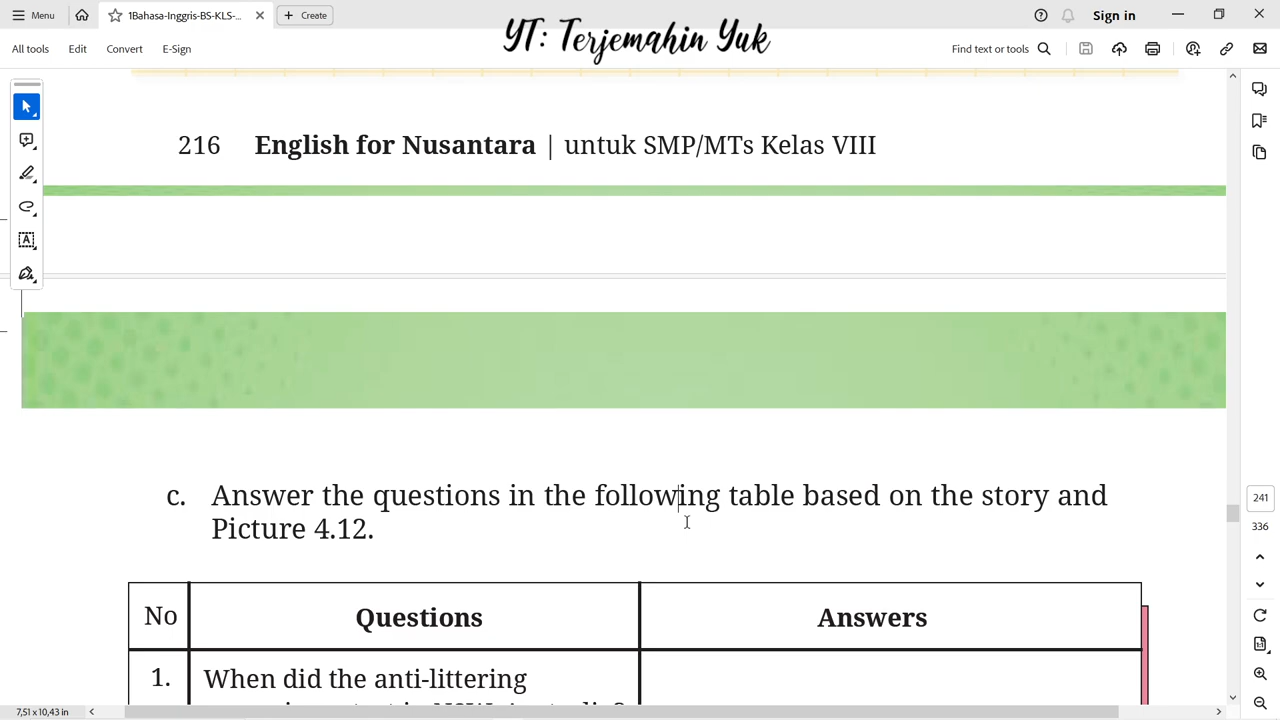 Menu
1Bahasa-Inggris-BS-KLS-...
Create
Sign in
All tools
Edit
Convert
E-Sign
YT: Terjemahin Yuk
Find text or tools
216 English for Nusantara | untuk SMP/MTs Kelas VIII
c. Answer the questions in the following table based on the story and
Picture 4.12.
No Questions Answers
1. When did the anti-littering
241
336
7,51 x 10,43 in